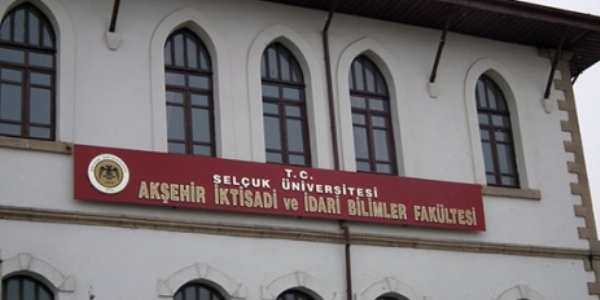 T.C.
SELÇUK ÜNİVERSİTESİ
AKŞEHİR İKTİSADİ ve İDARİ BİLİMLER FAKÜLTESİ